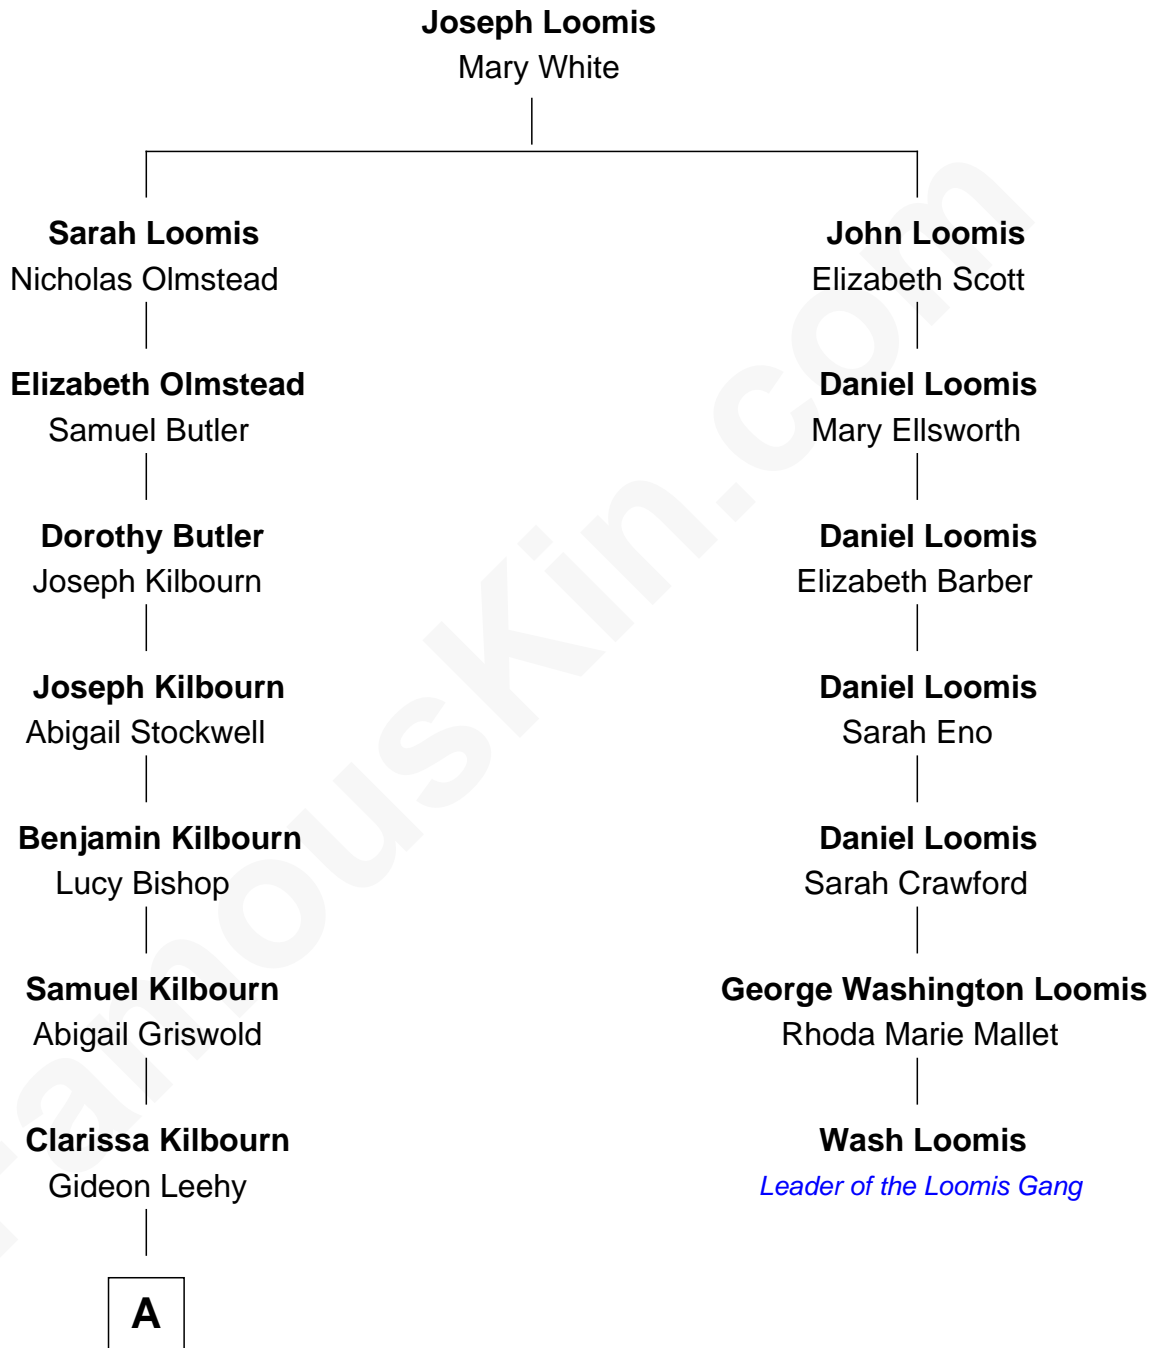 Joseph Loomis
Mary White
Sarah Loomis
Nicholas Olmstead
John Loomis
Elizabeth Scott
Elizabeth Olmstead
Samuel Butler
Daniel Loomis
Mary Ellsworth
Dorothy Butler
Joseph Kilbourn
Daniel Loomis
Elizabeth Barber
Joseph Kilbourn
Abigail Stockwell
Daniel Loomis
Sarah Eno
Benjamin Kilbourn
Lucy Bishop
Daniel Loomis
Sarah Crawford
Samuel Kilbourn
Abigail Griswold
George Washington Loomis
Rhoda Marie Mallet
Clarissa Kilbourn
Gideon Leehy
Wash Loomis
Leader of the Loomis Gang
A
FamousKin.com